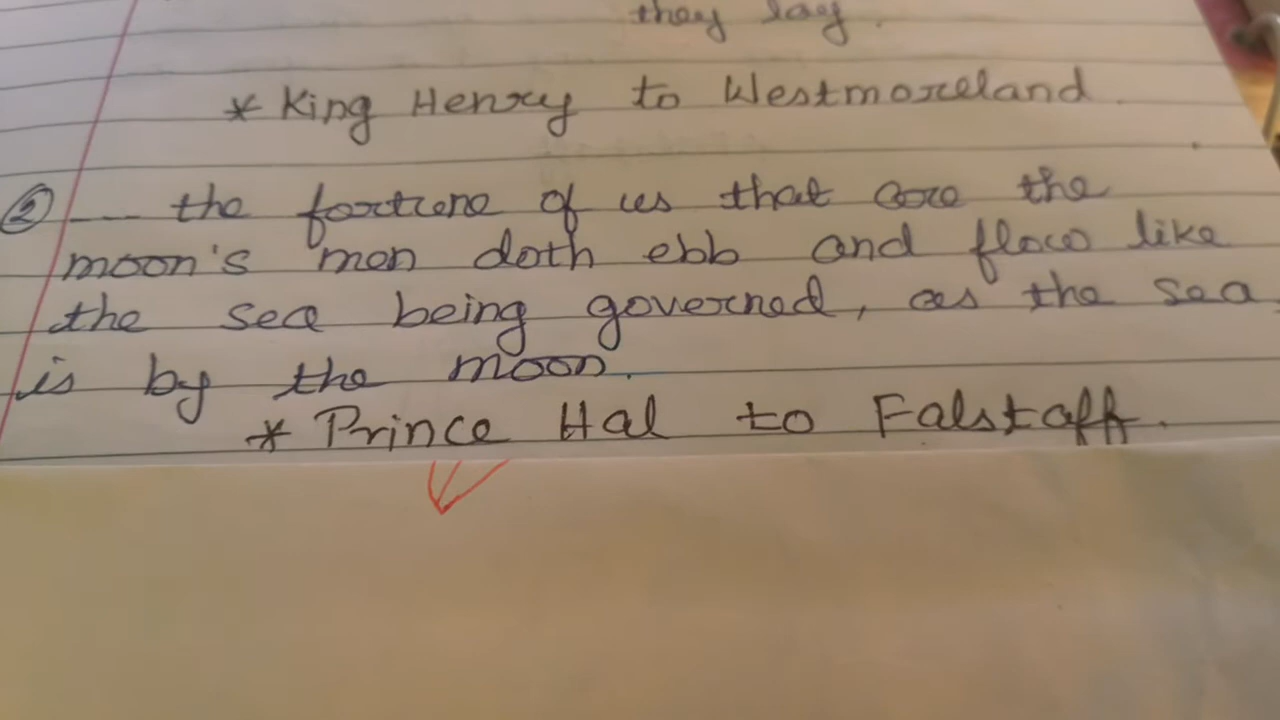 they lay.
* King Henry to Westmoreland.
② --- the fortune of us that are the
moon's men doth ebb and flow like
the sea being governed, as the sea
is by the moon.
* Prince Hal to Falstaff.